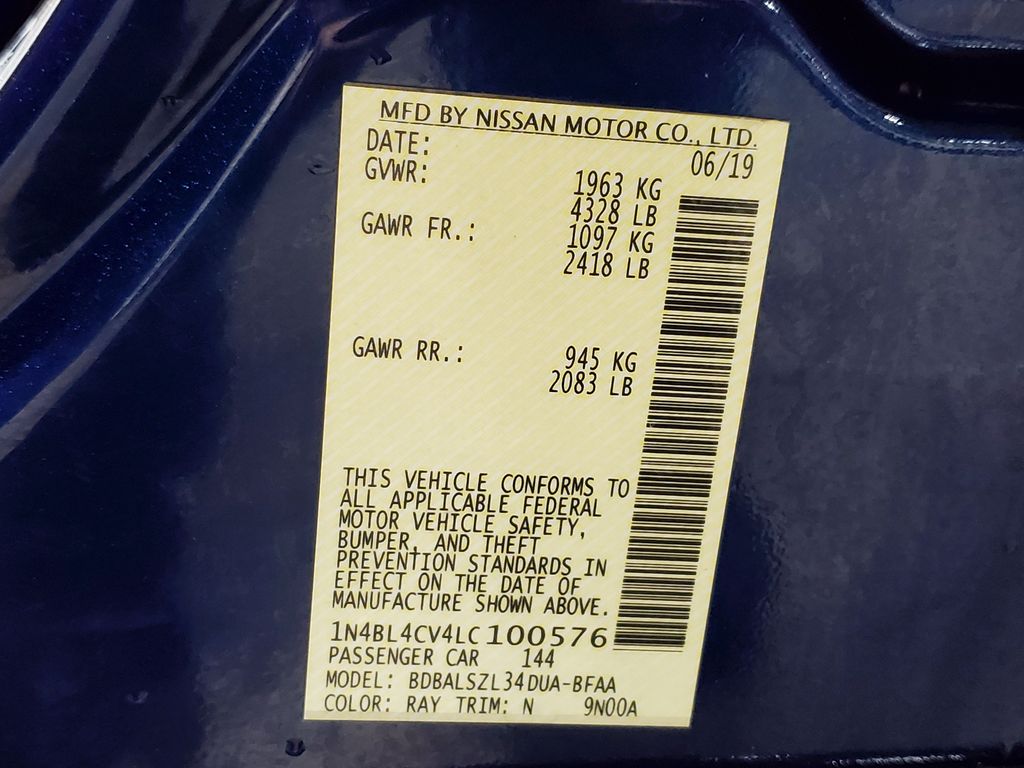 MFD BY NISSAN MOTOR CO., LTD.
DATE: 06/19
GVWR: 1963 KG
4328 LB
GAWR FR.: 1097 KG
2418 LB
GAWR RR.: 945 KG
2083 LB
THIS VEHICLE CONFORMS TO
ALL APPLICABLE FEDERAL
MOTOR VEHICLE SAFETY,
BUMPER, AND THEFT
PREVENTION STANDARDS IN
EFFECT ON THE DATE OF
MANUFACTURE SHOWN ABOVE.
1N4BL4CV4LC100576
PASSENGER CAR 144
MODEL: BDBALSZL34DUA-BFAA
COLOR: RAY TRIM: N 9N00A